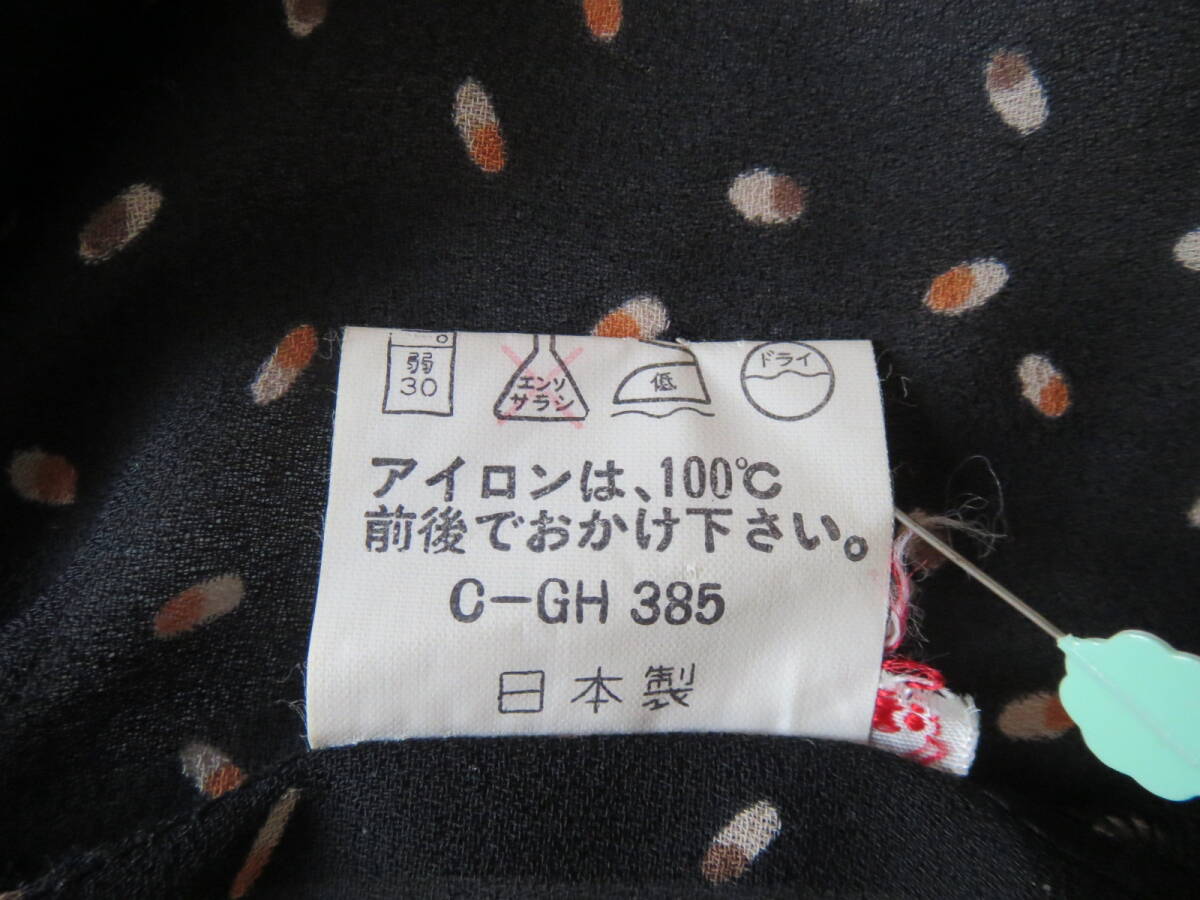 弱
30
エンソ
サラシ
低
ドライ
アイロンは、100℃
前後でおかけ下さい。
C-GH 385
日本製